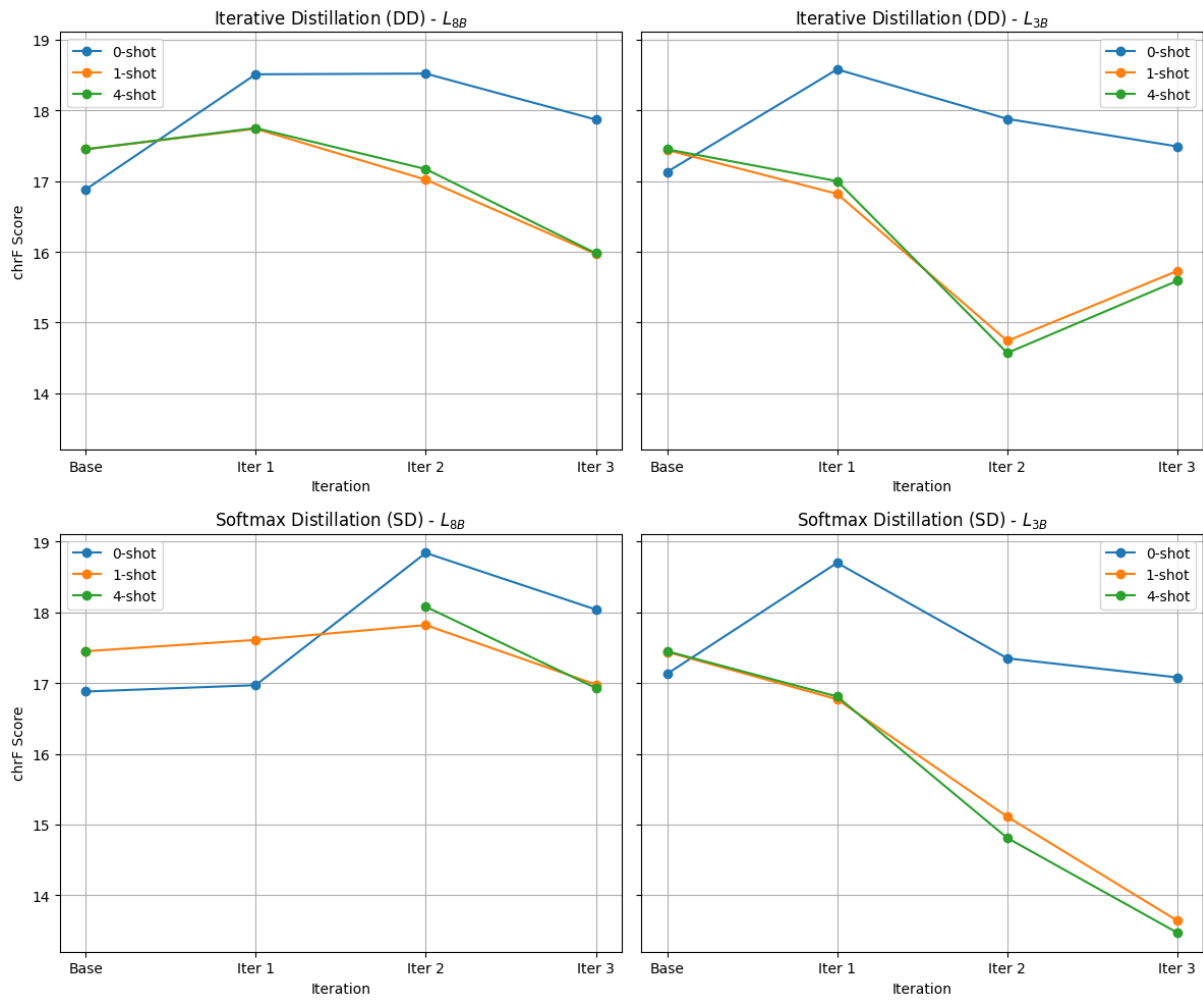 Iterative Distillation (DD) - L8B
0-shot
1-shot
4-shot
19
18
17
16
15
14
chrF Score
Base
Iter 1
Iter 2
Iter 3
Iteration
Iterative Distillation (DD) - L3B
0-shot
1-shot
4-shot
Base
Iter 1
Iter 2
Iter 3
Iteration
Softmax Distillation (SD) - L8B
0-shot
1-shot
4-shot
19
18
17
16
15
14
chrF Score
Base
Iter 1
Iter 2
Iter 3
Iteration
Softmax Distillation (SD) - L3B
0-shot
1-shot
4-shot
Base
Iter 1
Iter 2
Iter 3
Iteration